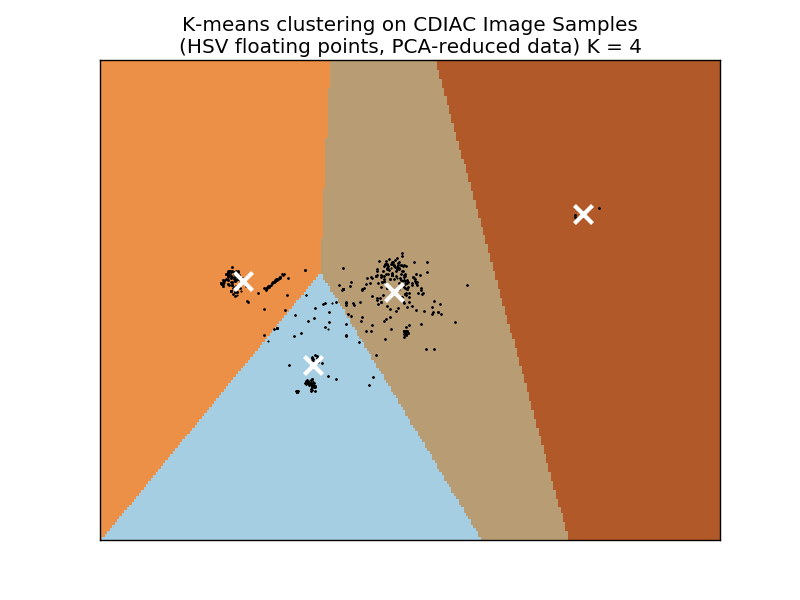 K-means clustering on CDIAC Image Samples
(HSV floating points, PCA-reduced data) K = 4